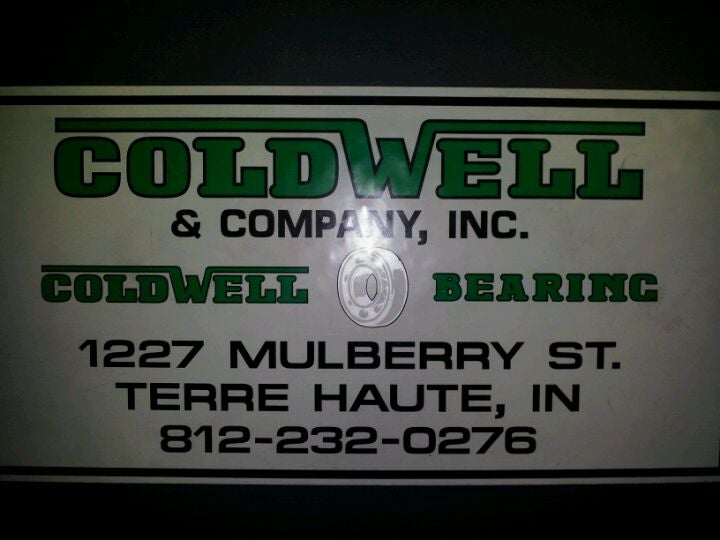 COLDWELL
& COMPANY, INC.
COLDWELL BEARING
1227 MULBERRY ST.
TERRE HAUTE, IN
812-232-0276